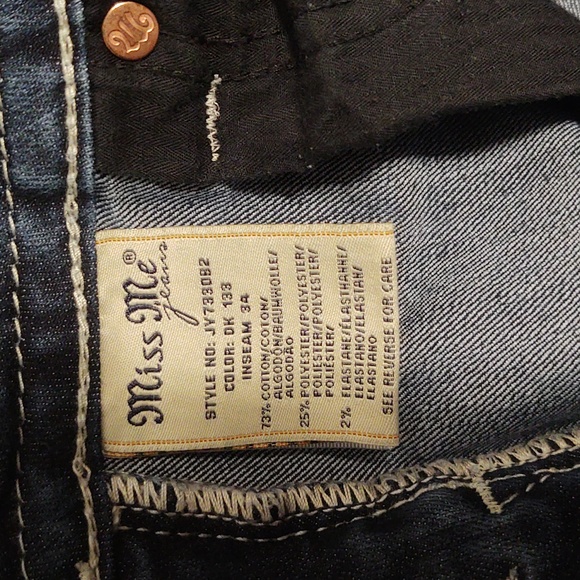 Miss Me®
jeans
STYLE NO: JY7330B2
COLOR: DK 133
INSEAM 34
73% COTTON/COTON/
ALGODÓN/BAUMWOLLE/
ALGODÃO
25% POLYESTER/POLYESTER/
POLIÉSTER/POLYESTER/
POLIÉSTER/
2% ELASTANE/ÉLASTHANNE/
ELASTANO/ELASTAN/
ELASTANO
SEE REVERSE FOR CARE
M